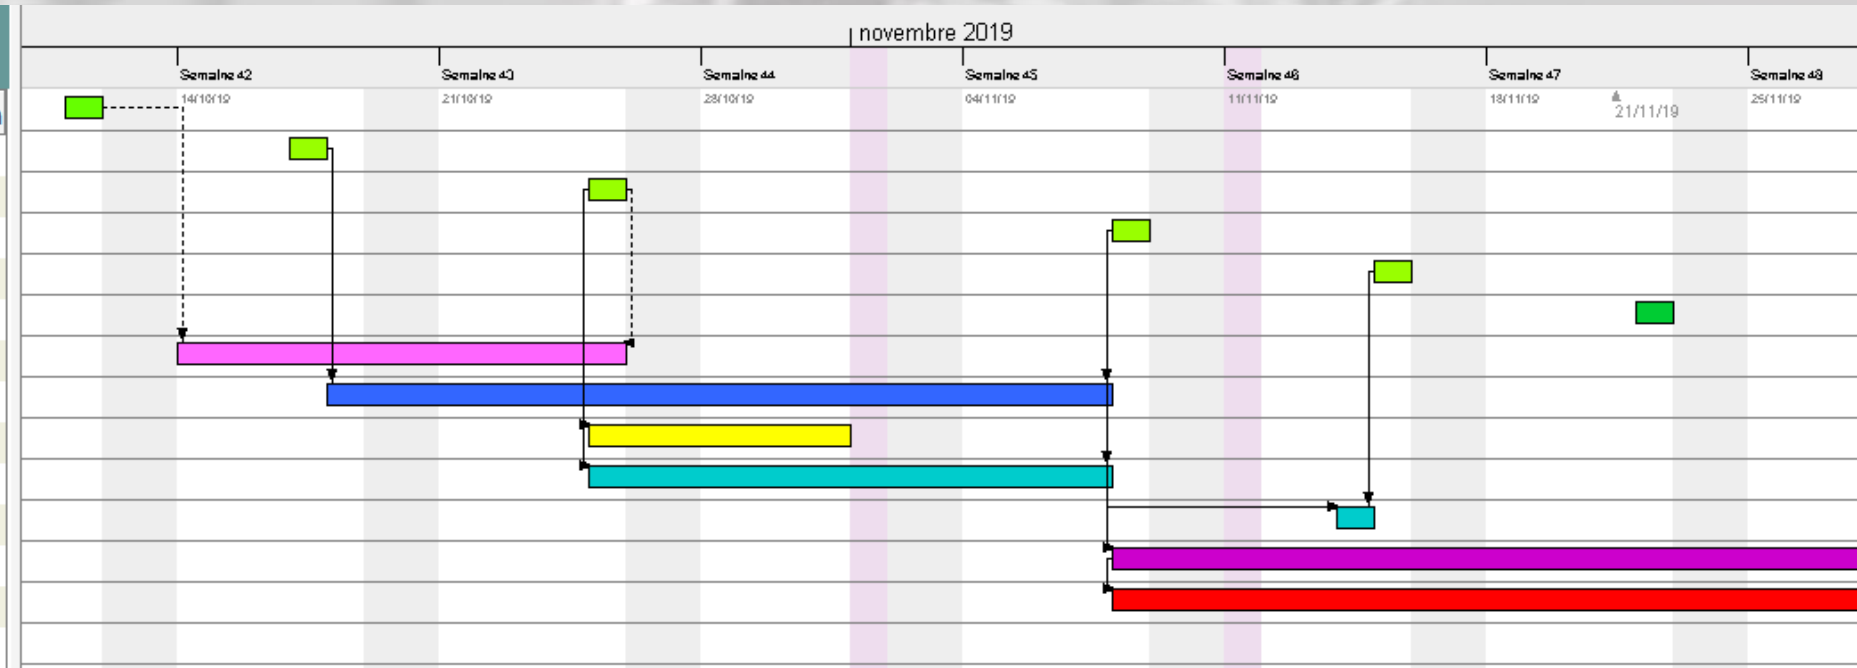 novembre 2019
Semaine 42
Semaine 43
Semaine 44
Semaine 45
Semaine 46
Semaine 47
Semaine 48
14/10/19
21/10/19
28/10/19
04/11/19
11/11/19
18/11/19
21/11/19
25/11/19